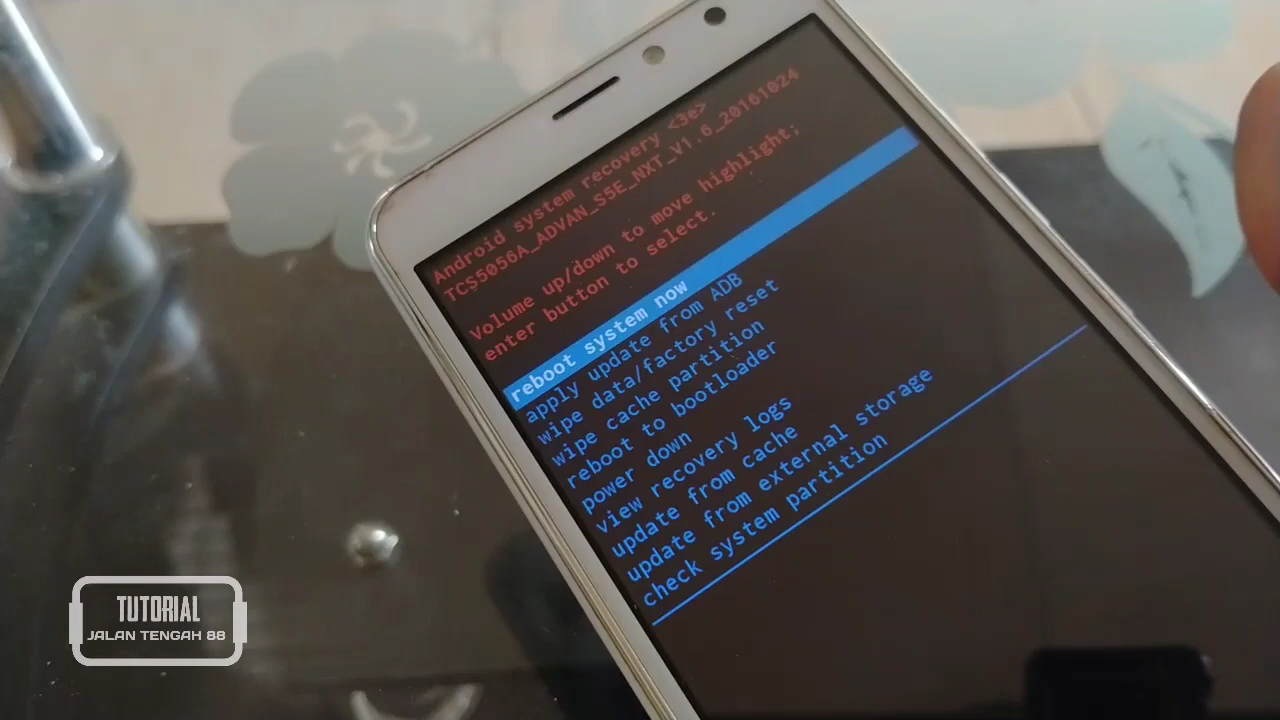 Android system recovery <3e>
TCS5056A_ADVAN_S5E_NXT_V1.6_20161024
Volume up/down to move highlight;
enter button to select.
reboot system now
apply update from ADB
wipe data/factory reset
wipe cache partition
reboot to bootloader
power down
view recovery logs
update from cache
update from external storage
check system partition
TUTORIAL
JALAN TENGAH 88